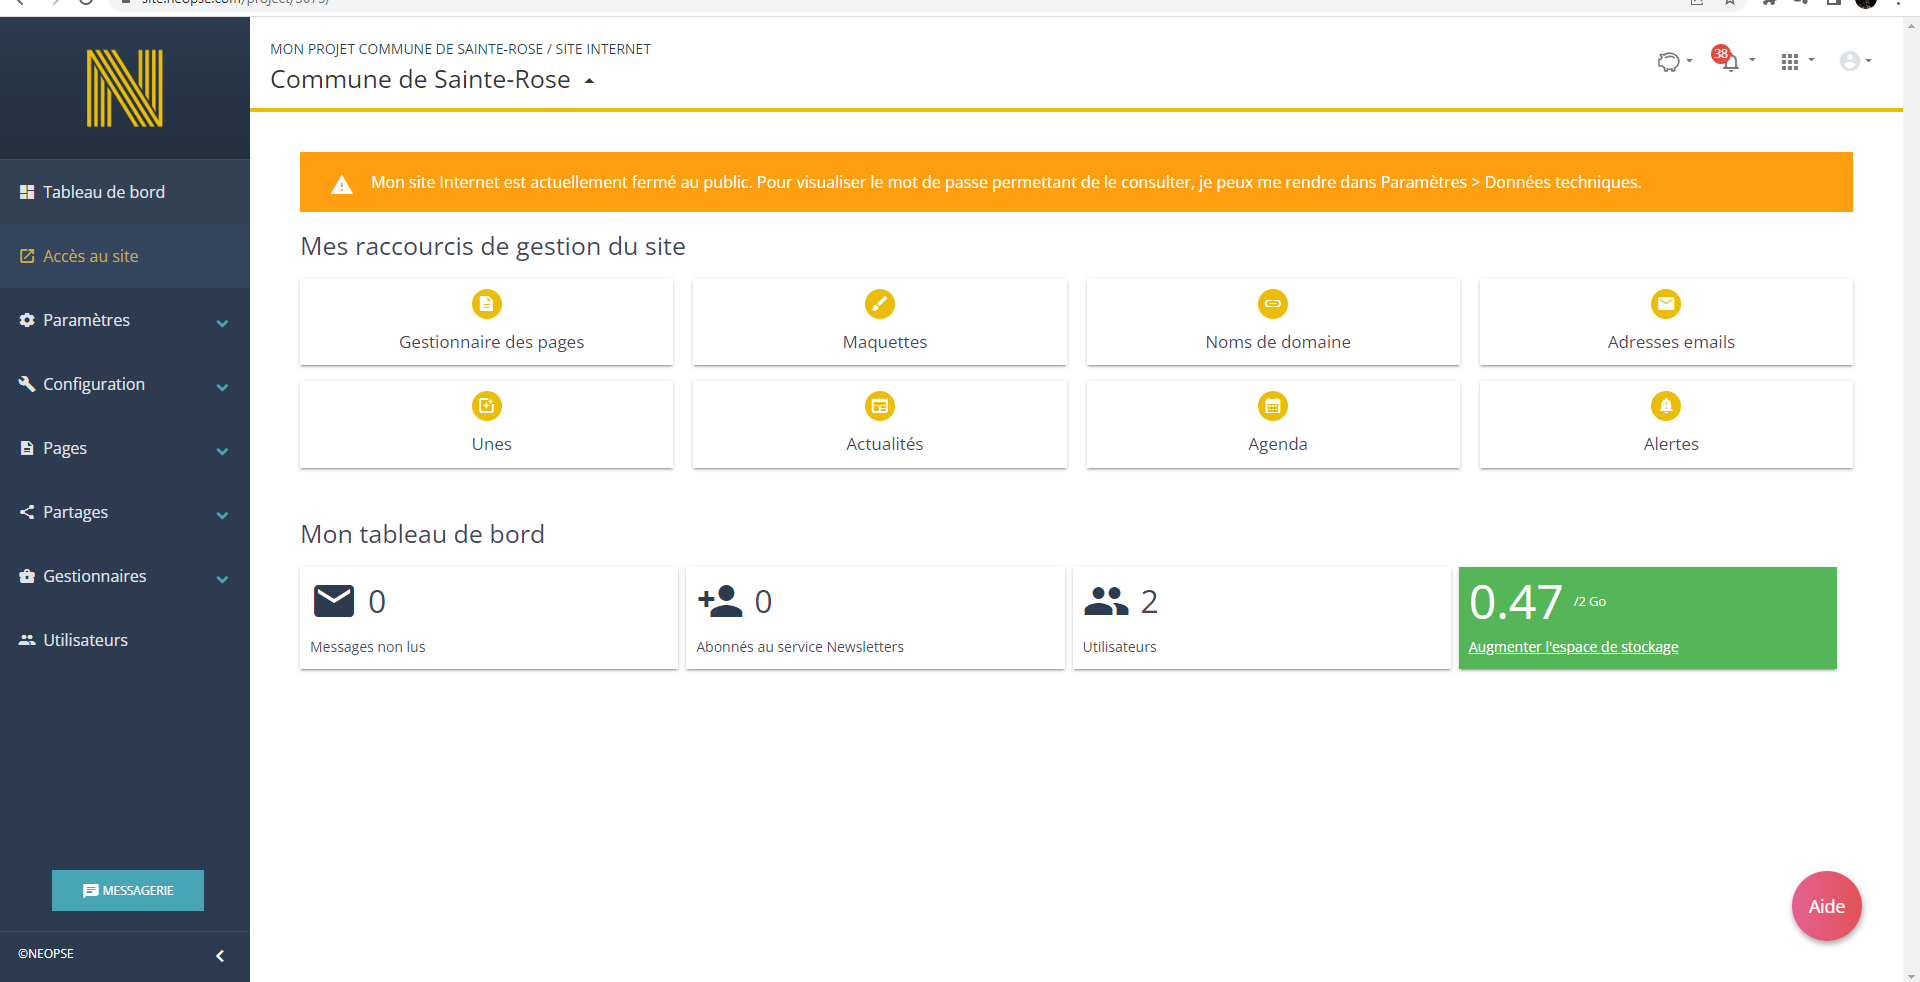 MON PROJET COMMUNE DE SAINTE-ROSE / SITE INTERNET
Commune de Sainte-Rose
38
Tableau de bord
Accès au site
Paramètres
Configuration
Pages
Partages
Gestionnaires
Utilisateurs
MESSAGERIE
©NEOPSE
Mon site Internet est actuellement fermé au public. Pour visualiser le mot de passe permettant de le consulter, je peux me rendre dans Paramètres > Données techniques.
Mes raccourcis de gestion du site
Gestionnaire des pages
Maquettes
Noms de domaine
Adresses emails
Unes
Actualités
Agenda
Alertes
Mon tableau de bord
0
Messages non lus
0
Abonnés au service Newsletters
2
Utilisateurs
0.47 /2 Go
Augmenter l'espace de stockage
Aide